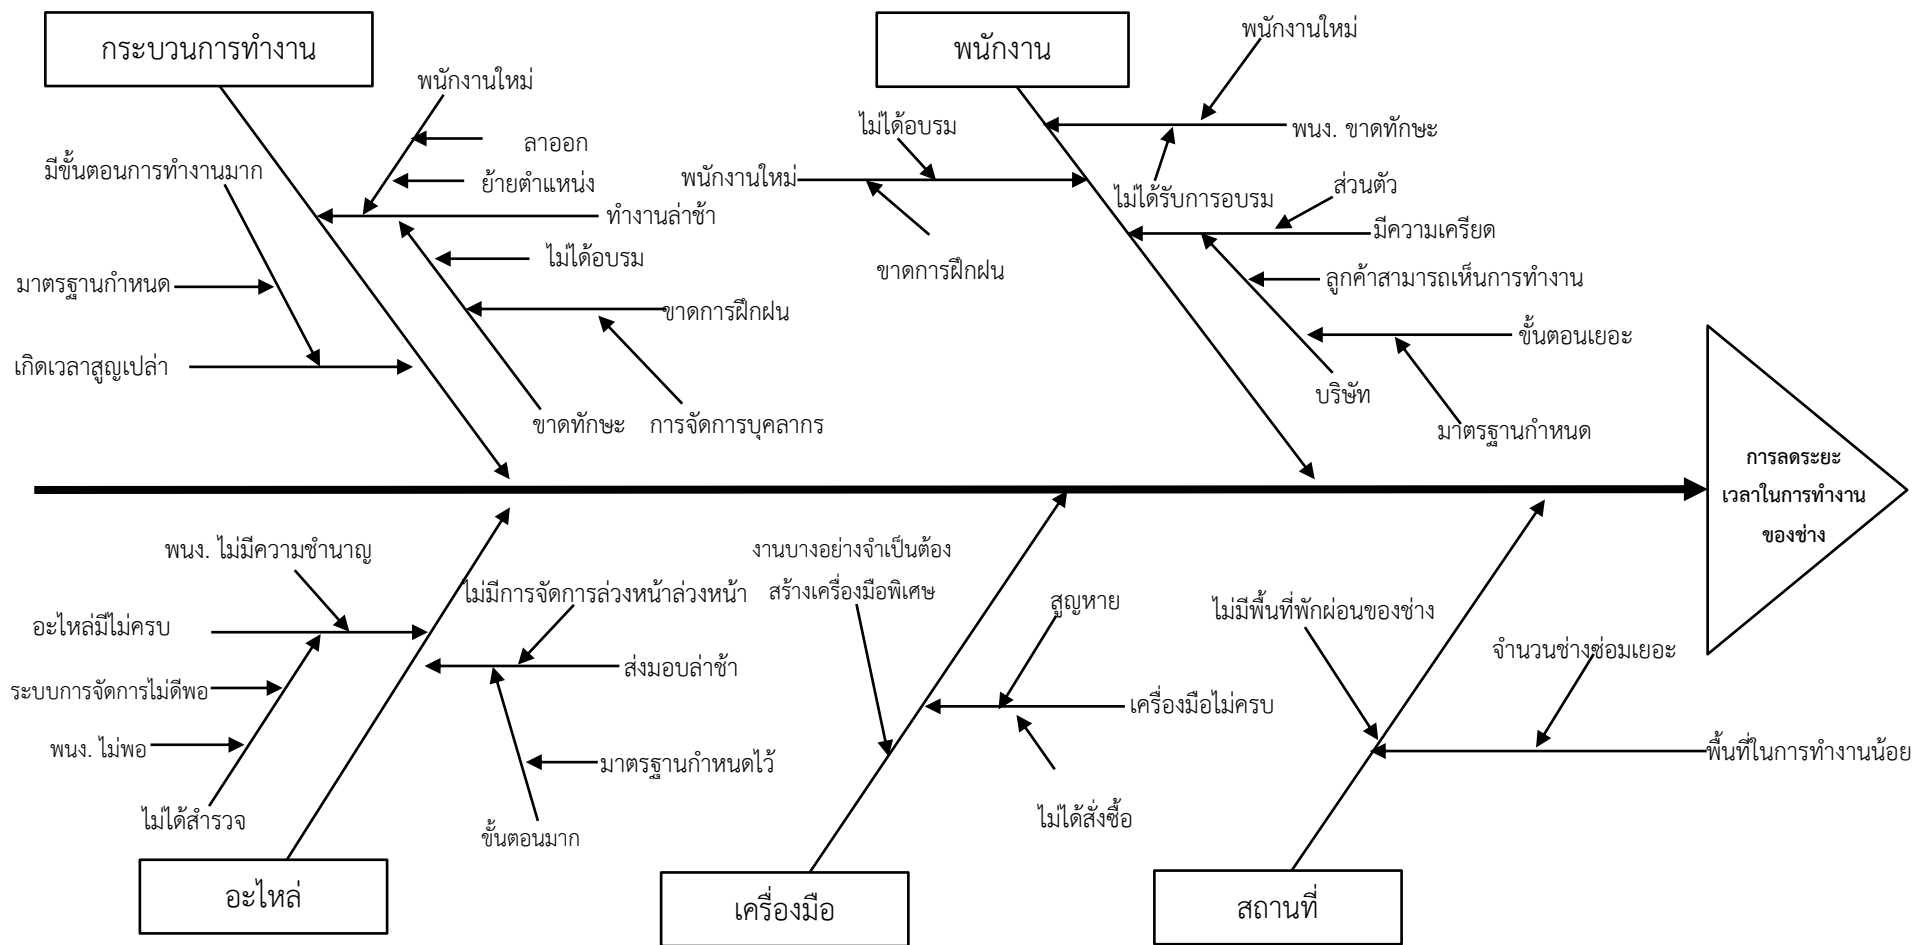 กระบวนการทำงาน
พนักงาน
พนักงานใหม่
พนักงานใหม่
ลาออก
ไม่ได้อบรม
พนง. ขาดทักษะ
มีขั้นตอนการทำงานมาก
ย้ายตำแหน่ง
พนักงานใหม่
ไม่ได้รับการอบรม
ส่วนตัว
ทำงานล่าช้า
มีความเครียด
ไม่ได้อบรม
ขาดการฝึกฝน
ลูกค้าสามารถเห็นการทำงาน
มาตรฐานกำหนด
ขาดการฝึกฝน
ขั้นตอนเยอะ
เกิดเวลาสูญเปล่า
บริษัท
ขาดทักษะ
การจัดการบุคลากร
มาตรฐานกำหนด
การลดระยะ
เวลาในการทำงาน
ของช่าง
พนง. ไม่มีความชำนาญ
งานบางอย่างจำเป็นต้อง
สร้างเครื่องมือพิเศษ
ไม่มีการจัดการล่วงหน้าล่วงหน้า
สูญหาย
ไม่มีพื้นที่พักผ่อนของช่าง
อะไหล่มีไม่ครบ
ส่งมอบล่าช้า
จำนวนช่างซ่อมเยอะ
ระบบการจัดการไม่ดีพอ
เครื่องมือไม่ครบ
พนง. ไม่พอ
มาตรฐานกำหนดไว้
พื้นที่ในการทำงานน้อย
ไม่ได้สำรวจ
ขั้นตอนมาก
ไม่ได้สั่งซื้อ
อะไหล่
เครื่องมือ
สถานที่